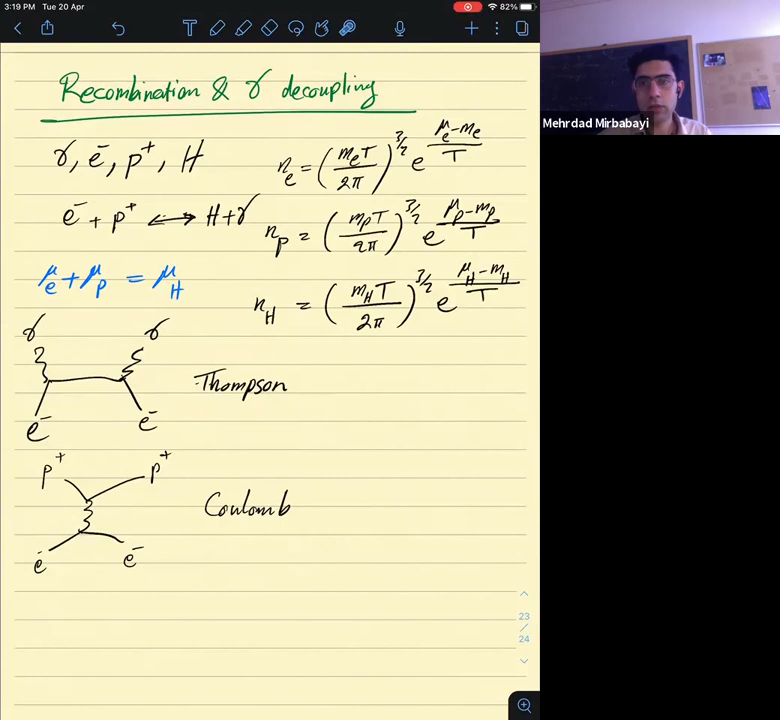 3:19 PM Tue 20 Apr
82%
Recombination & γ decoupling
γ, e⁻, p⁺, H
n_e = (m_e T / 2π)^{3/2} e^{(μ_e − m_e)/T}
e⁻ + p⁺ ↔ H + γ
n_p = (m_p T / 2π)^{3/2} e^{(μ_p − m_p)/T}
μ_e + μ_p = μ_H
n_H = (m_H T / 2π)^{3/2} e^{(μ_H − m_H)/T}
γ γ
Thompson
e⁻ e⁻
p⁺ p⁺
Coulomb
e⁻ e⁻
23
/
24
Mehrdad Mirbabayi